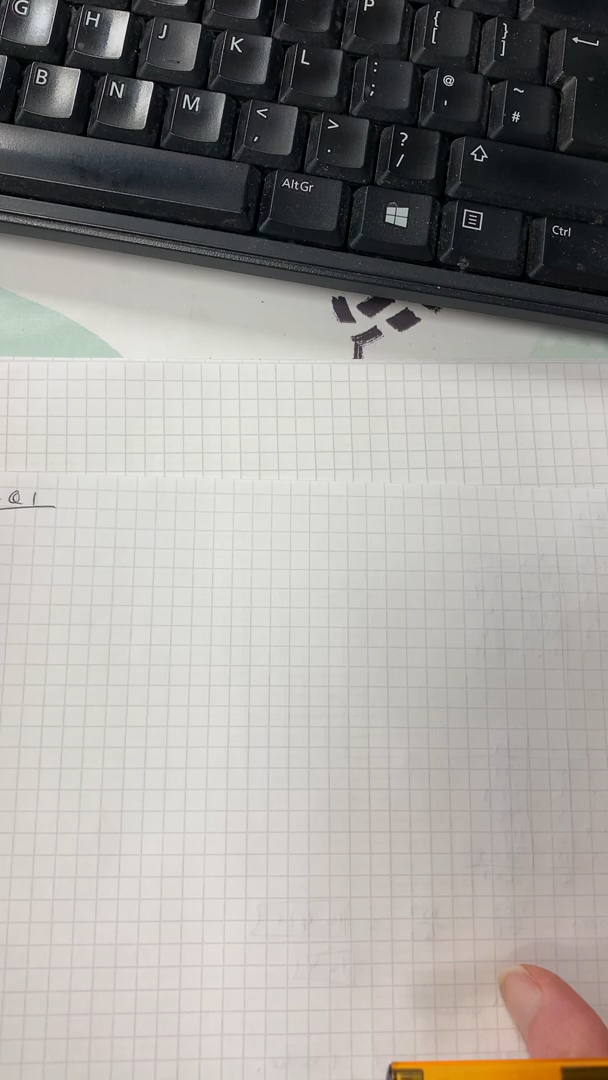 G H J K L P { [ } ]
B N M < , > . ? / : ; @ ' ~ #
AltGr Ctrl
Q1